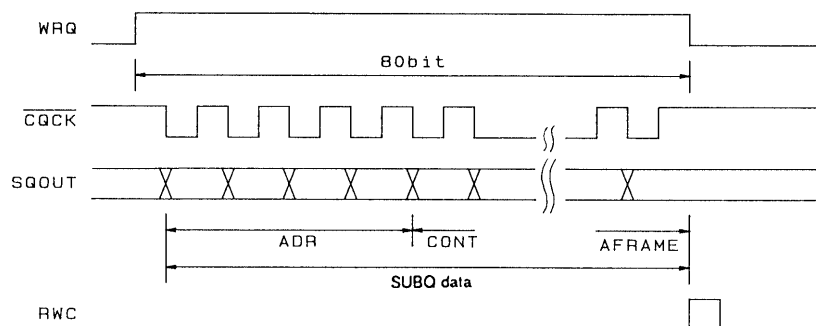 WRQ
80bit
CQCK
SQOUT
ADR
CONT
AFRAME
SUBQ data
RWC